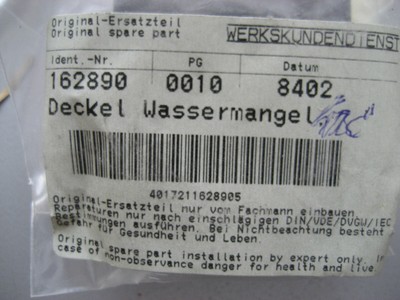 Original-Ersatzteil
Original spare part
WERKSKUNDENDIENST
Ident.-Nr. PG Datum
162890 0010 8402
Deckel Wassermangel
4017211628905
Original-Ersatzteil nur vom Fachmann einbauen.
Reparaturen nur nach einschlägigen DIN/VDE/DVGW/IEC
Bestimmungen ausführen. Bei Nichtbeachtung besteht
Gefahr für Gesundheit und Leben.
Original spare part installation by expert only. In
case of non-observance danger for health and live.